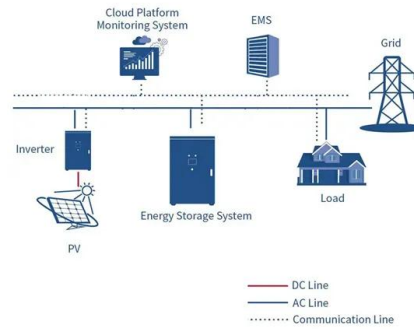 Cloud Platform
Monitoring System
EMS
Grid
Inverter
Energy Storage System
Load
PV
DC Line
AC Line
Communication Line